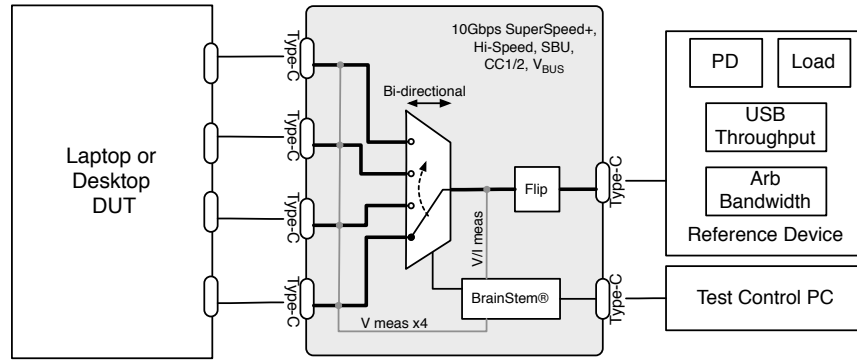 Laptop or
Desktop
DUT
Type-C
Type-C
Type-C
Type-C
10Gbps SuperSpeed+,
Hi-Speed, SBU,
CC1/2, VBUS
Bi-directional
Flip
V/I meas
BrainStem®
V meas x4
Type-C
Type-C
PD
Load
USB
Throughput
Arb
Bandwidth
Reference Device
Test Control PC